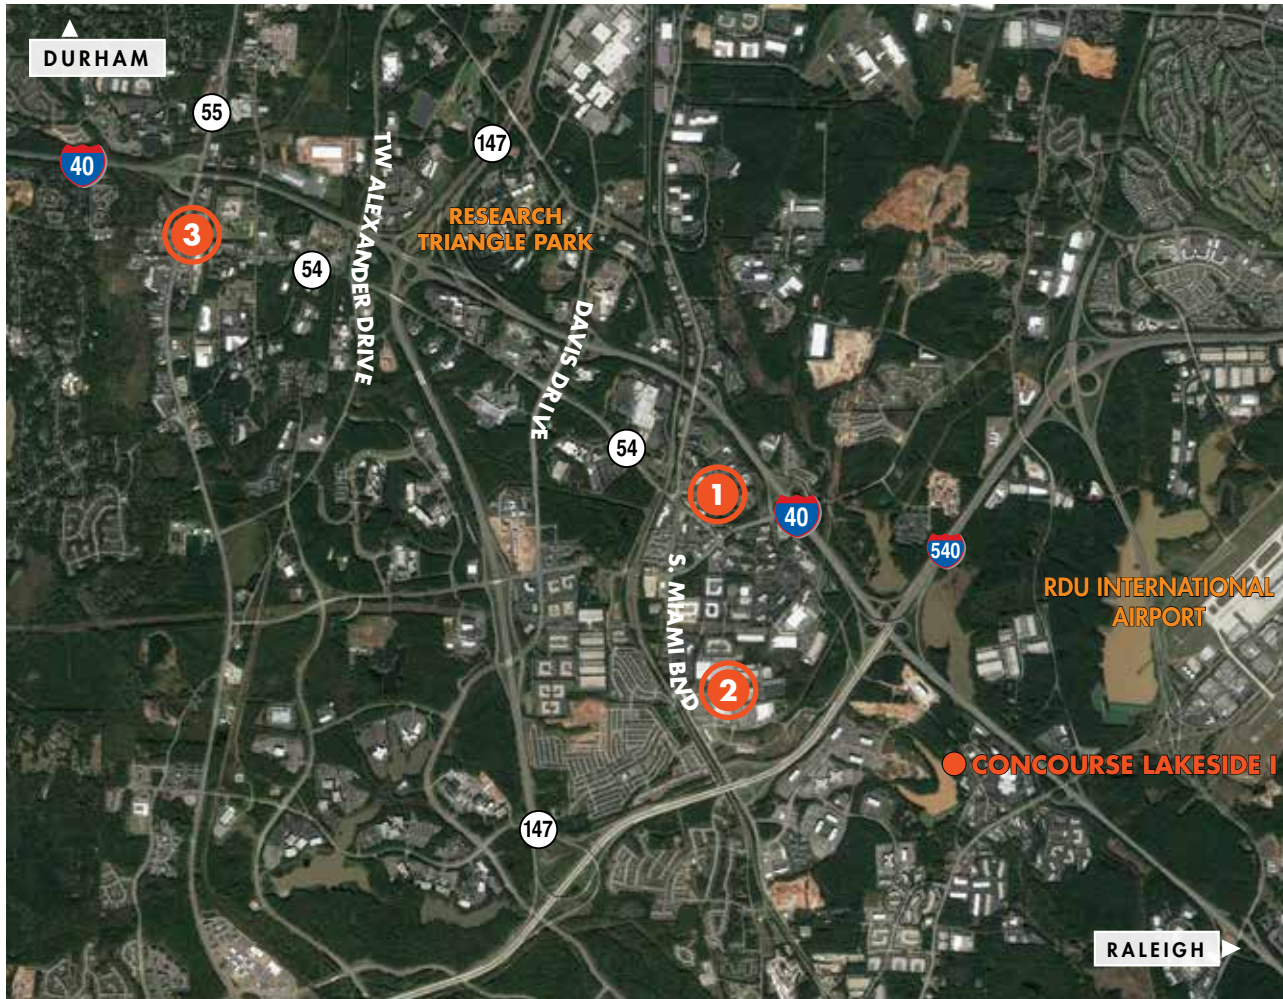 DURHAM
55
147
40
TW ALEXANDER DRIVE
RESEARCH
TRIANGLE PARK
3
54
DAVIS DRIVE
54
1
40
540
S. MIAMI BLVD
RDU INTERNATIONAL
AIRPORT
2
CONCOURSE LAKESIDE I
147
RALEIGH